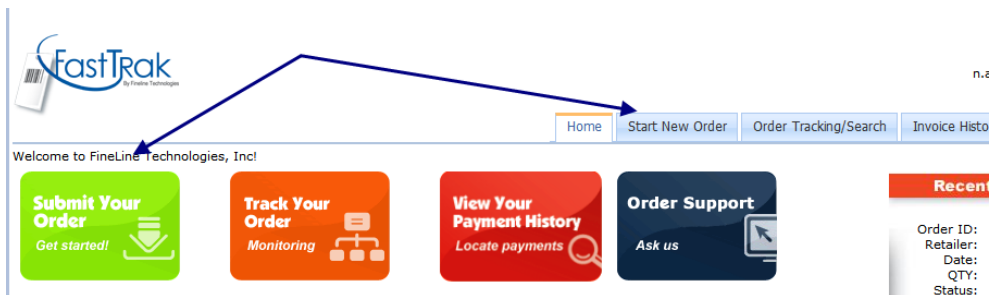 FastTrak
By Fineline Technologies
n.a
Home Start New Order Order Tracking/Search Invoice Histo
Welcome to FineLine Technologies, Inc!
Submit Your
Order
Get started!
Track Your
Order
Monitoring
View Your
Payment History
Locate payments
Order Support
Ask us
Recent
Order ID:
Retailer:
Date:
QTY:
Status: